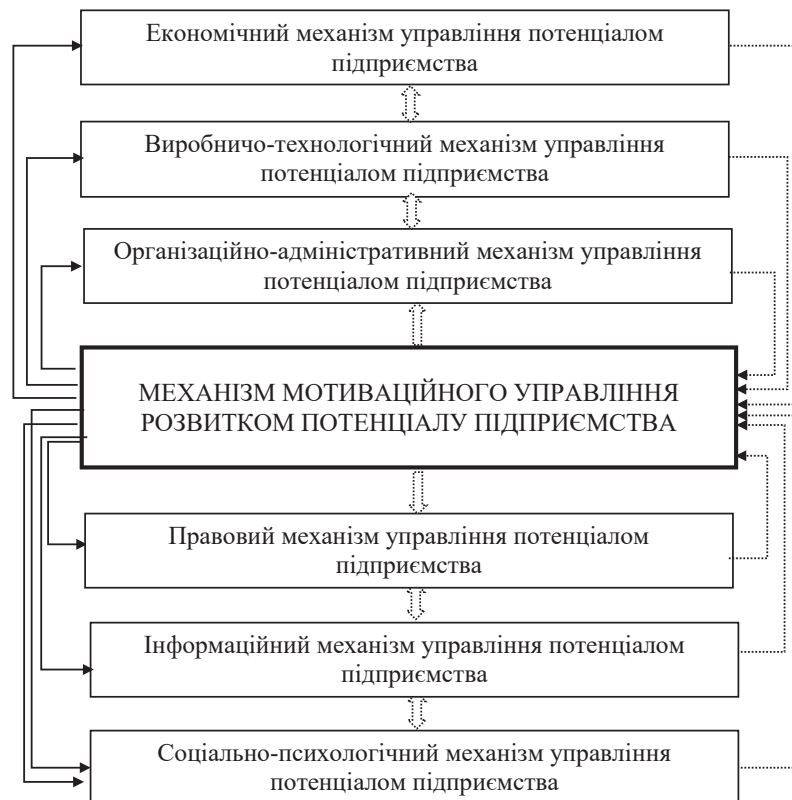 Економічний механізм управління потенціалом
підприємства
Виробничо-технологічний механізм управління
потенціалом підприємства
Організаційно-адміністративний механізм управління
потенціалом підприємства
МЕХАНІЗМ МОТИВАЦІЙНОГО УПРАВЛІННЯ
РОЗВИТКОМ ПОТЕНЦІАЛУ ПІДПРИЄМСТВА
Правовий механізм управління потенціалом
підприємства
Інформаційний механізм управління потенціалом
підприємства
Соціально-психологічний механізм управління
потенціалом підприємства